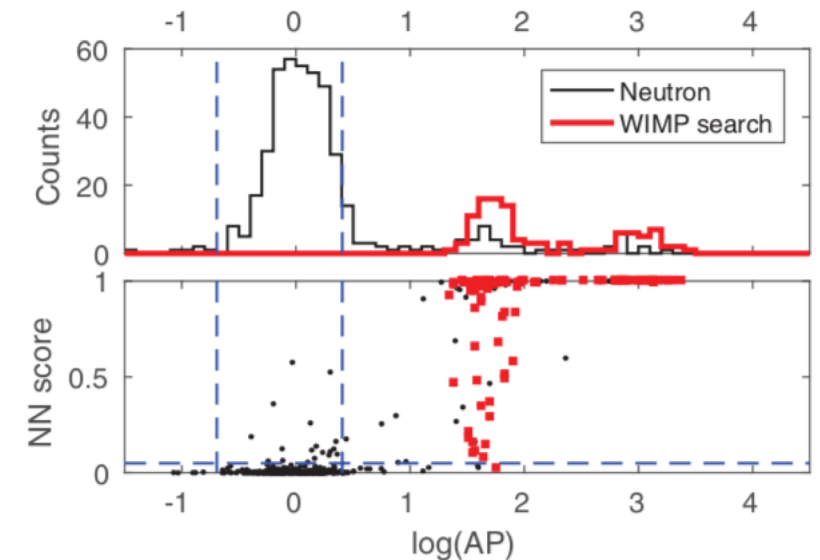 -1 0 1 2 3 4
60
40
20
0
Counts
Neutron
WIMP search
1
0.5
0
NN score
-1 0 1 2 3 4
log(AP)